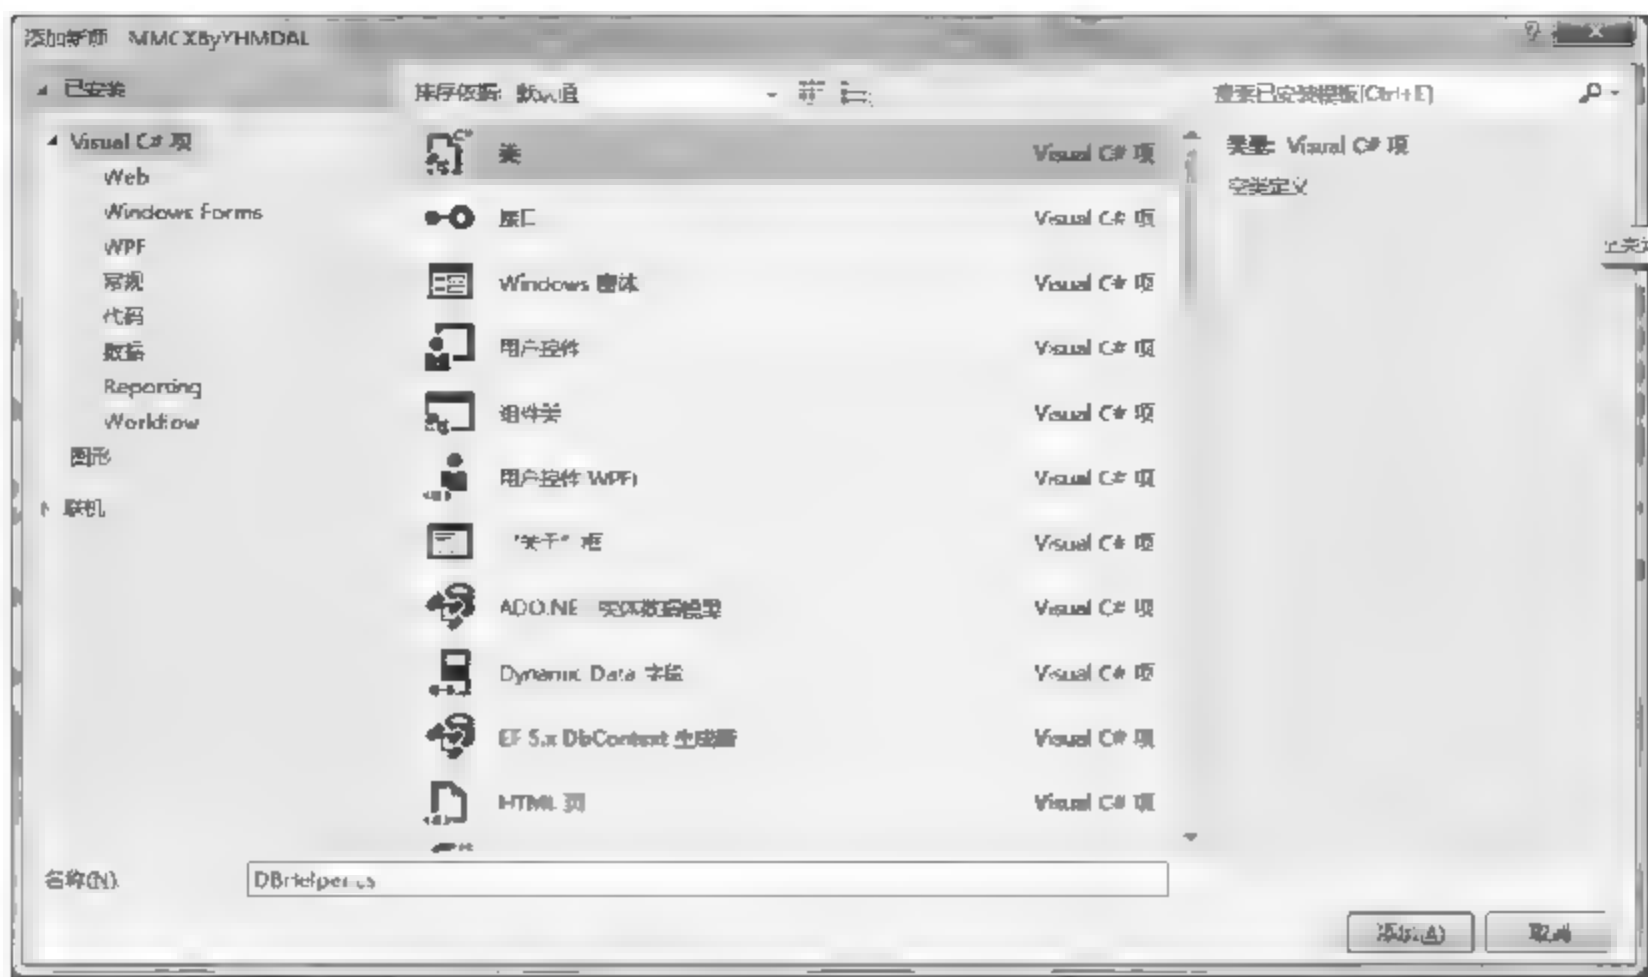 添加新项 - MMCXByYHMDAL
已安装
排序依据: 默认值
搜索已安装模板(Ctrl+E)
Visual C# 项
Web
Windows Forms
WPF
常规
代码
数据
Reporting
Workflow
图形
联机
类 Visual C# 项
接口 Visual C# 项
Windows 窗体 Visual C# 项
用户控件 Visual C# 项
组件类 Visual C# 项
用户控件(WPF) Visual C# 项
“关于”框 Visual C# 项
ADO.NET 实体数据模型 Visual C# 项
Dynamic Data 字段 Visual C# 项
EF 5.x DbContext 生成器 Visual C# 项
HTML 页 Visual C# 项
类型: Visual C# 项
空类定义
名称(N):
DBHelper.cs
添加(A)
取消